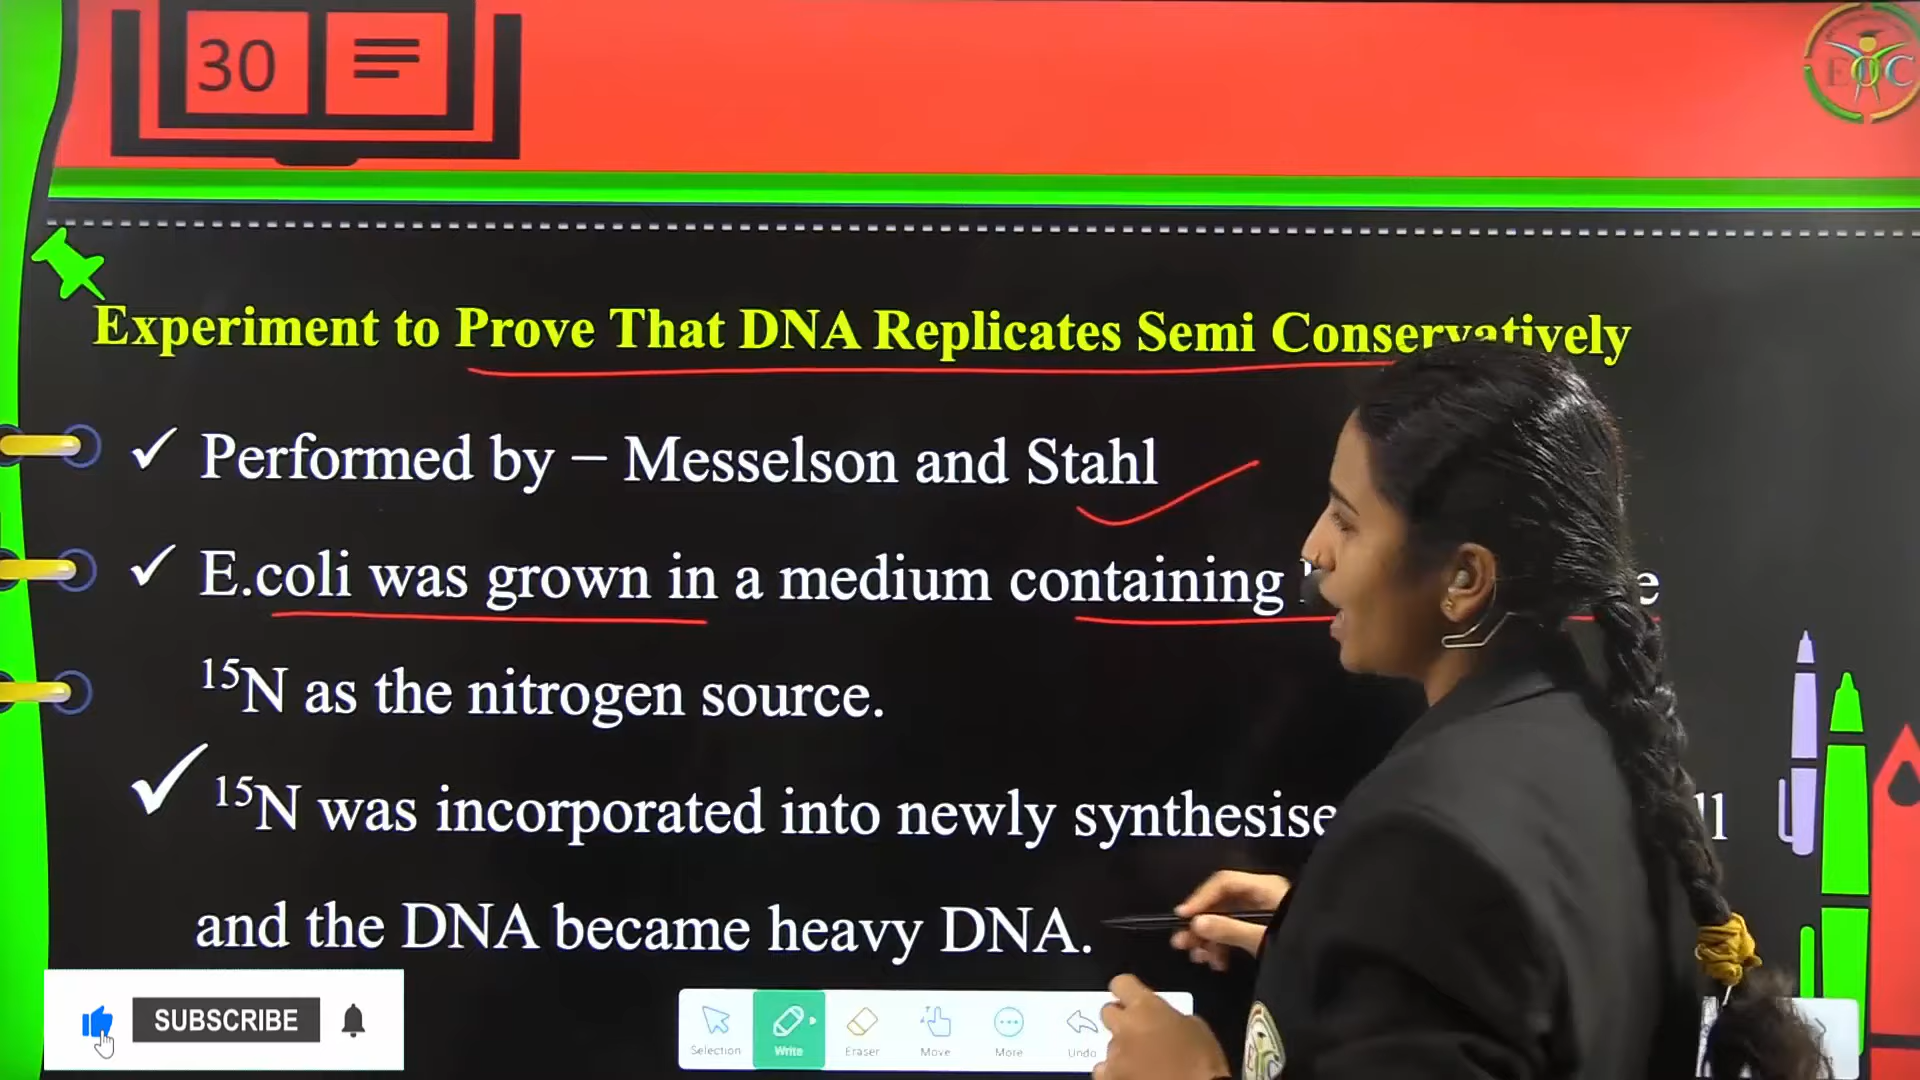 30
EOC
Experiment to Prove That DNA Replicates Semi Conservatively
✓ Performed by – Messelson and Stahl
✓ E.coli was grown in a medium containing
¹⁵N as the nitrogen source.
✓ ¹⁵N was incorporated into newly
and the DNA became heavy DNA.
SUBSCRIBE
Selection Write Eraser Move More Undo